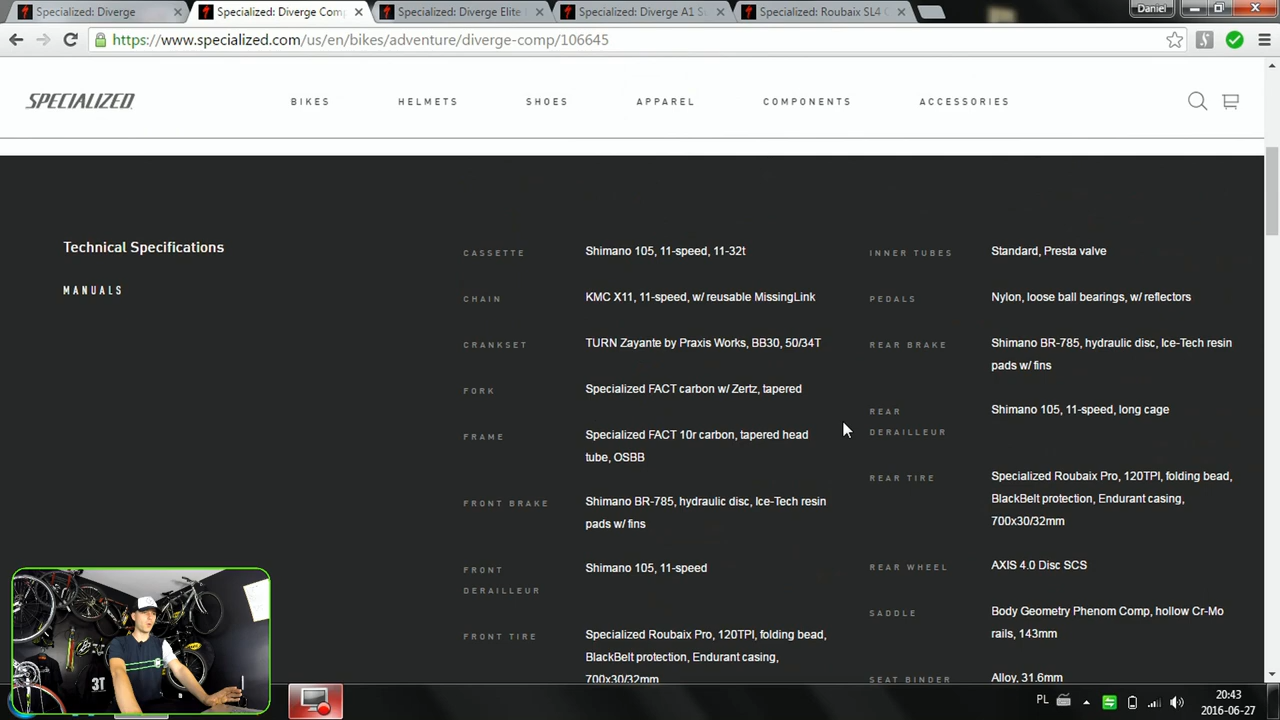 Specialized: Diverge
Specialized: Diverge Com
Specialized: Diverge Elite
Specialized: Diverge A1 S
Specialized: Roubaix SL4
Daniel
https://www.specialized.com/us/en/bikes/adventure/diverge-comp/106645
SPECIALIZED
BIKES
HELMETS
SHOES
APPAREL
COMPONENTS
ACCESSORIES
Technical Specifications
MANUALS
CASSETTE
Shimano 105, 11-speed, 11-32t
CHAIN
KMC X11, 11-speed, w/ reusable MissingLink
CRANKSET
TURN Zayante by Praxis Works, BB30, 50/34T
FORK
Specialized FACT carbon w/ Zertz, tapered
FRAME
Specialized FACT 10r carbon, tapered head
tube, OSBB
FRONT BRAKE
Shimano BR-785, hydraulic disc, Ice-Tech resin
pads w/ fins
FRONT
DERAILLEUR
Shimano 105, 11-speed
FRONT TIRE
Specialized Roubaix Pro, 120TPI, folding bead,
BlackBelt protection, Endurant casing,
700x30/32mm
INNER TUBES
Standard, Presta valve
PEDALS
Nylon, loose ball bearings, w/ reflectors
REAR BRAKE
Shimano BR-785, hydraulic disc, Ice-Tech resin
pads w/ fins
REAR
DERAILLEUR
Shimano 105, 11-speed, long cage
REAR TIRE
Specialized Roubaix Pro, 120TPI, folding bead,
BlackBelt protection, Endurant casing,
700x30/32mm
REAR WHEEL
AXIS 4.0 Disc SCS
SADDLE
Body Geometry Phenom Comp, hollow Cr-Mo
rails, 143mm
SEAT BINDER
Alloy, 31.6mm
3T
PL
20:43
2016-06-27